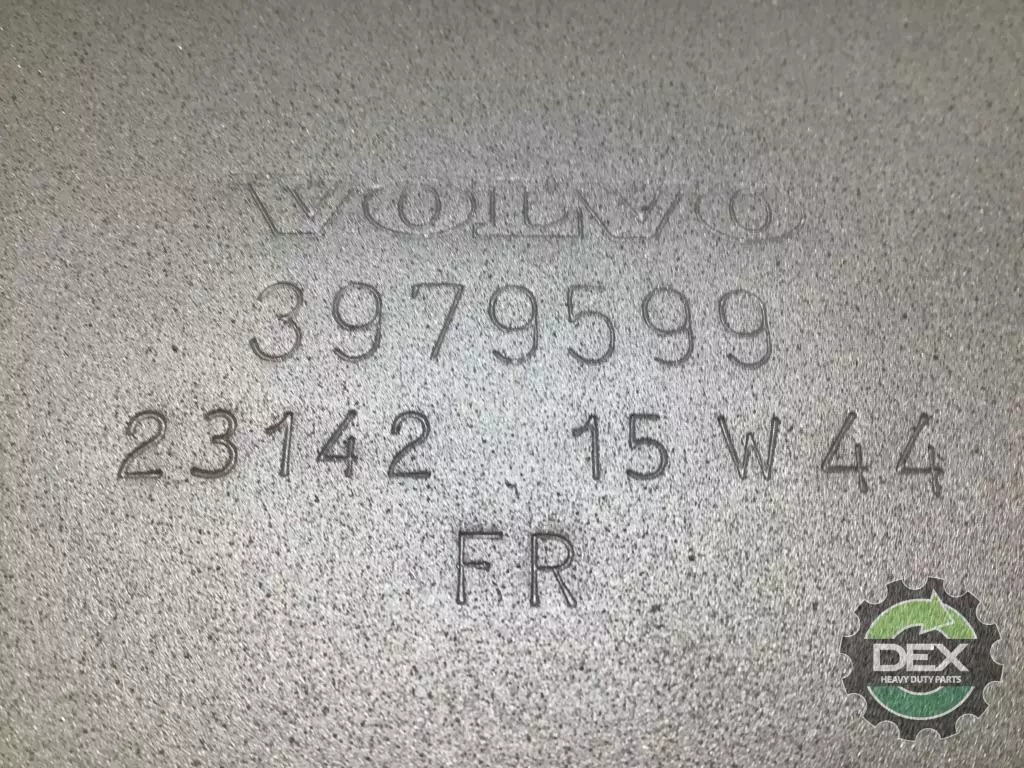 VOLVO
3979599
23142 15 W 44
FR
DEX
HEAVY DUTY PARTS